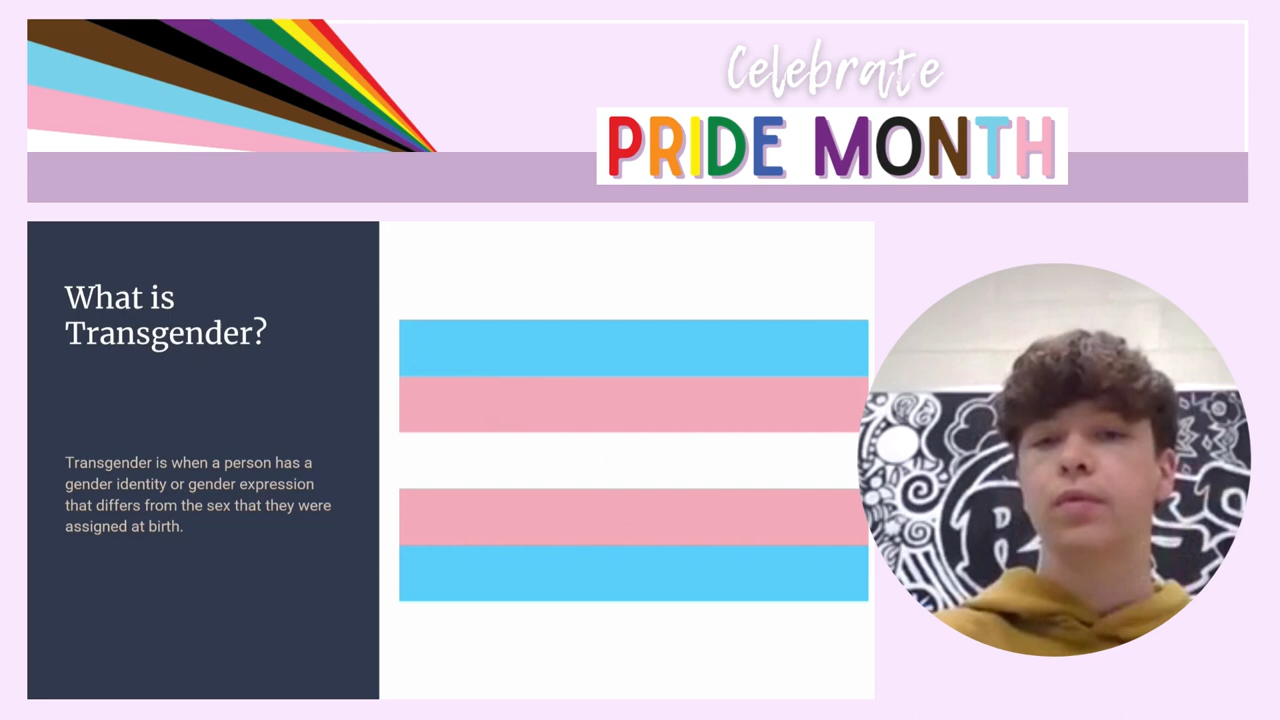 Celebrate
PRIDE MONTH
What is
Transgender?
Transgender is when a person has a
gender identity or gender expression
that differs from the sex that they were
assigned at birth.